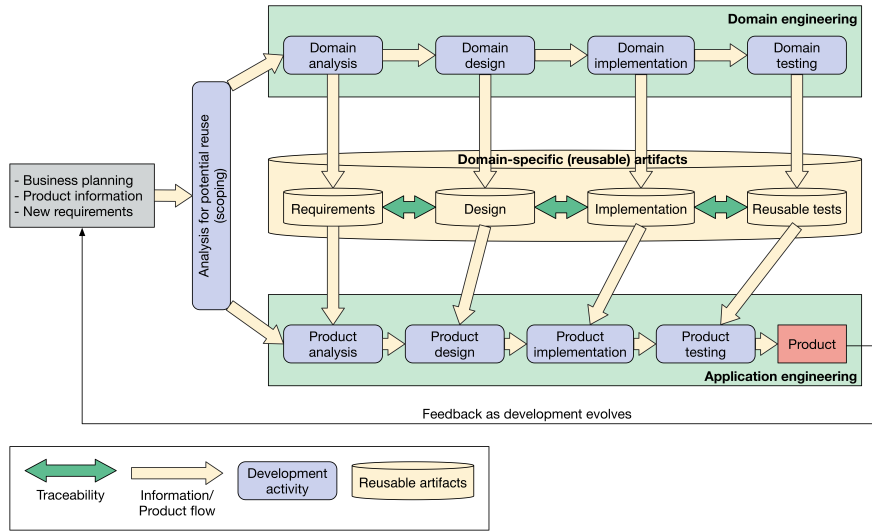 Domain engineering
Domain
analysis
Domain
design
Domain
implementation
Domain
testing
Analysis for potential reuse
(scoping)
- Business planning
- Product information
- New requirements
Domain-specific (reusable) artifacts
Requirements
Design
Implementation
Reusable tests
Product
analysis
Product
design
Product
implementation
Product
testing
Product
Application engineering
Feedback as development evolves
Traceability
Information/
Product flow
Development
activity
Reusable artifacts